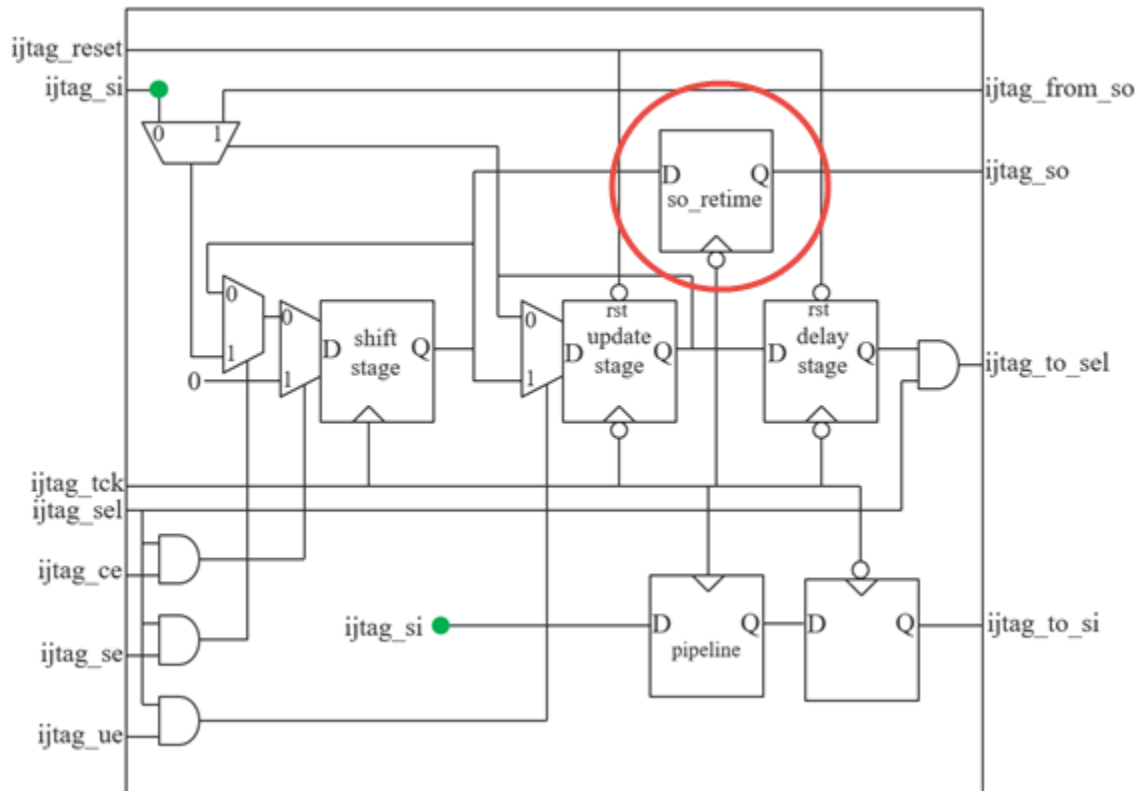 ijtag_reset
ijtag_si
ijtag_from_so
0 1
D Q
so_retime
ijtag_so
0
1
0
1
0
D Q
shift
stage
0
1
rst
D Q
update
stage
rst
D Q
delay
stage
ijtag_to_sel
ijtag_tck
ijtag_sel
ijtag_ce
ijtag_se
ijtag_ue
ijtag_si
D Q
pipeline
D Q
ijtag_to_si